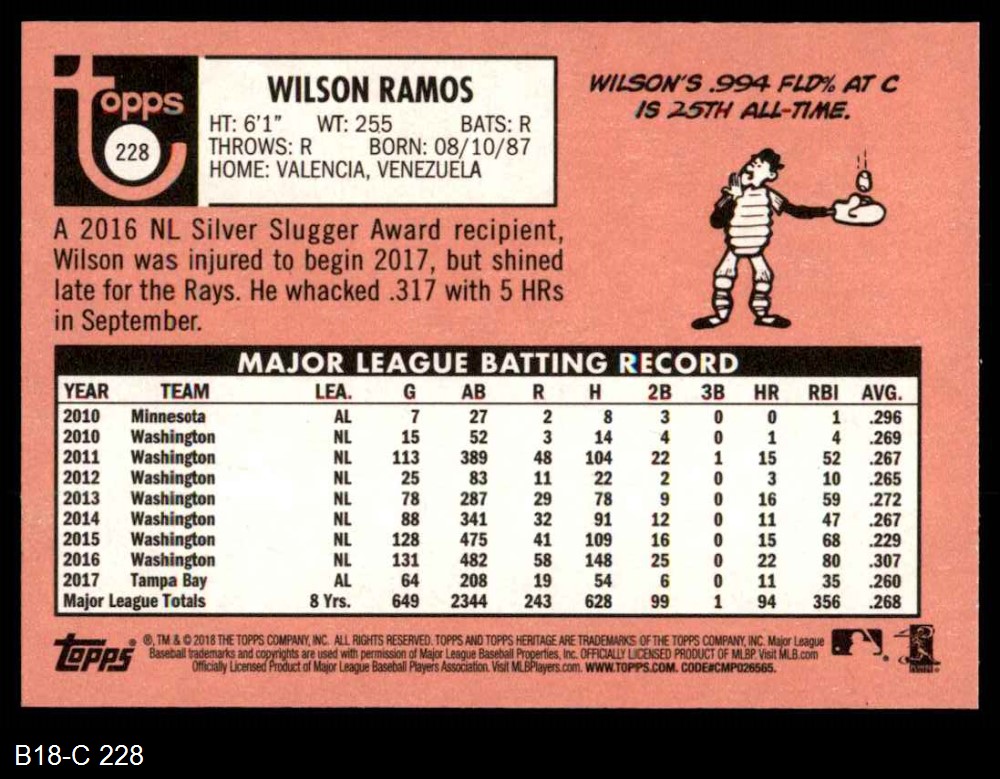 Topps
228
WILSON RAMOS
HT: 6'1" WT: 255 BATS: R
THROWS: R BORN: 08/10/87
HOME: VALENCIA, VENEZUELA
WILSON'S .994 FLD% AT C
IS 25TH ALL-TIME.
A 2016 NL Silver Slugger Award recipient,
Wilson was injured to begin 2017, but shined
late for the Rays. He whacked .317 with 5 HRs
in September.
MAJOR LEAGUE BATTING RECORD
YEAR TEAM LEA. G AB R H 2B 3B HR RBI AVG.
2010 Minnesota AL 7 27 2 8 3 0 0 1 .296
2010 Washington NL 15 52 3 14 4 0 1 4 .269
2011 Washington NL 113 389 48 104 22 1 15 52 .267
2012 Washington NL 25 83 11 22 2 0 3 10 .265
2013 Washington NL 78 287 29 78 9 0 16 59 .272
2014 Washington NL 88 341 32 91 12 0 11 47 .267
2015 Washington NL 128 475 41 109 16 0 15 68 .229
2016 Washington NL 131 482 58 148 25 0 22 80 .307
2017 Tampa Bay AL 64 208 19 54 6 0 11 35 .260
Major League Totals 8 Yrs. 649 2344 243 628 99 1 94 356 .268
TOPPS® ®, TM & © 2018 THE TOPPS COMPANY, INC. ALL RIGHTS RESERVED. TOPPS AND TOPPS HERITAGE ARE TRADEMARKS OF THE TOPPS COMPANY, INC. Major League
Baseball trademarks and copyrights are used with permission of Major League Baseball Properties, Inc. OFFICIALLY LICENSED PRODUCT OF MLBP. Visit MLB.com
Officially Licensed Product of Major League Baseball Players Association. Visit MLBPlayers.com. WWW.TOPPS.COM. CODE#CMP026565.
B18-C 228